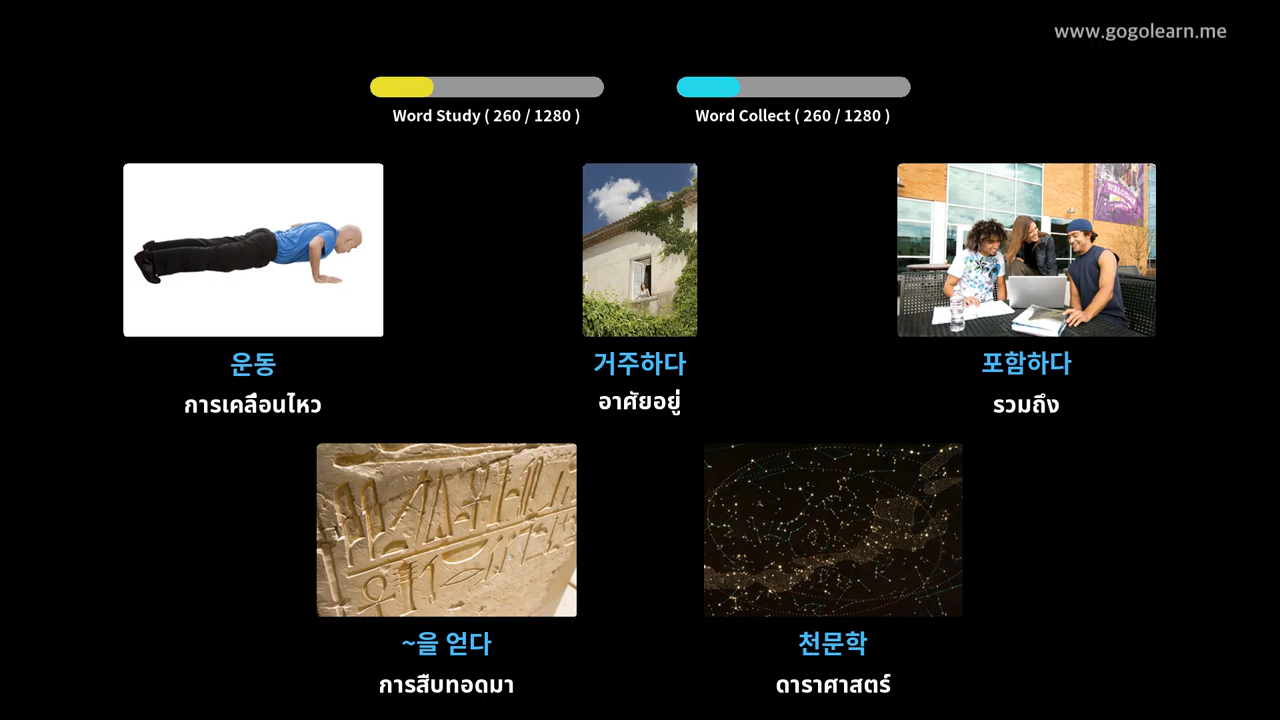 www.gogolearn.me
Word Study ( 260 / 1280 )
Word Collect ( 260 / 1280 )
WELCOME
운동
거주하다
포함하다
การเคลื่อนไหว
อาศัยอยู่
รวมถึง
~을 얻다
천문학
การสืบทอดมา
ดาราศาสตร์